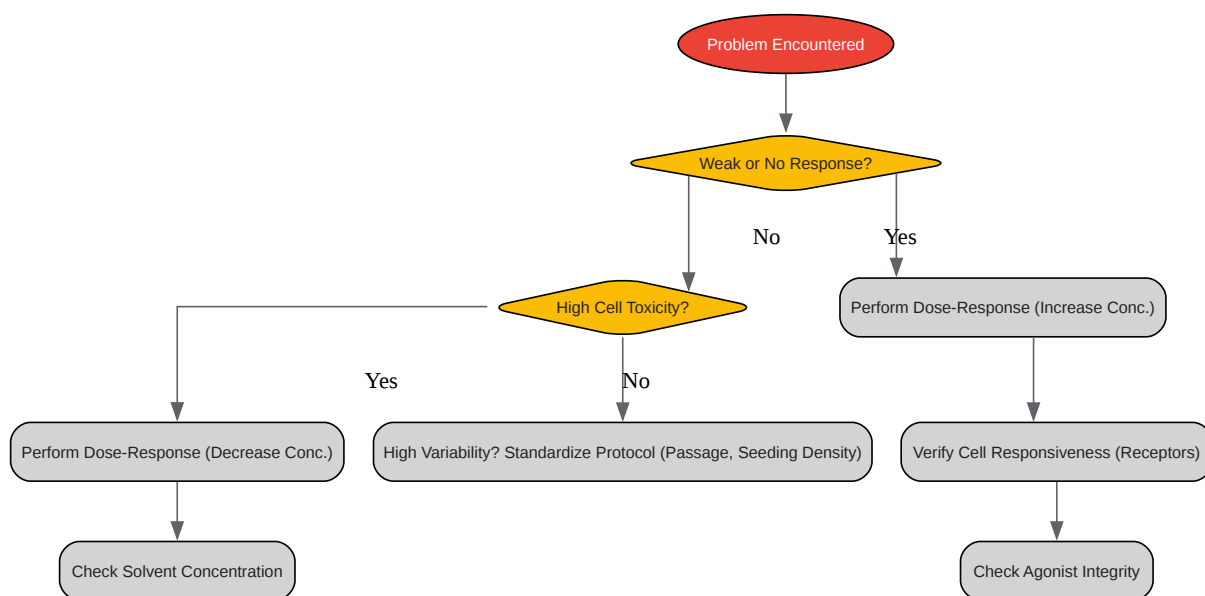 Problem Encountered
Weak or No Response?
No
Yes
High Cell Toxicity?
Perform Dose-Response (Increase Conc.)
Yes
No
Perform Dose-Response (Decrease Conc.)
High Variability? Standardize Protocol (Passage, Seeding Density)
Verify Cell Responsiveness (Receptors)
Check Solvent Concentration
Check Agonist Integrity